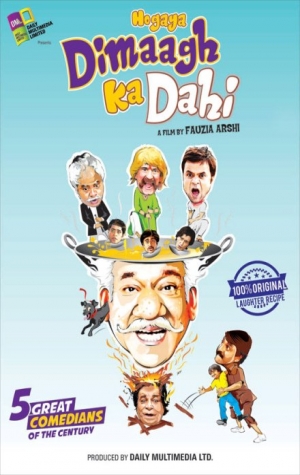 DML
DAILY
MULTIMEDIA
LIMITED
Presents
Hogaya
Dimaagh
Ka Dahi
A FILM BY FAUZIA ARSHI
100% ORIGINAL
LAUGHTER RECIPE
5 GREAT
COMEDIANS
OF THE CENTURY
PRODUCED BY DAILY MULTIMEDIA LTD.